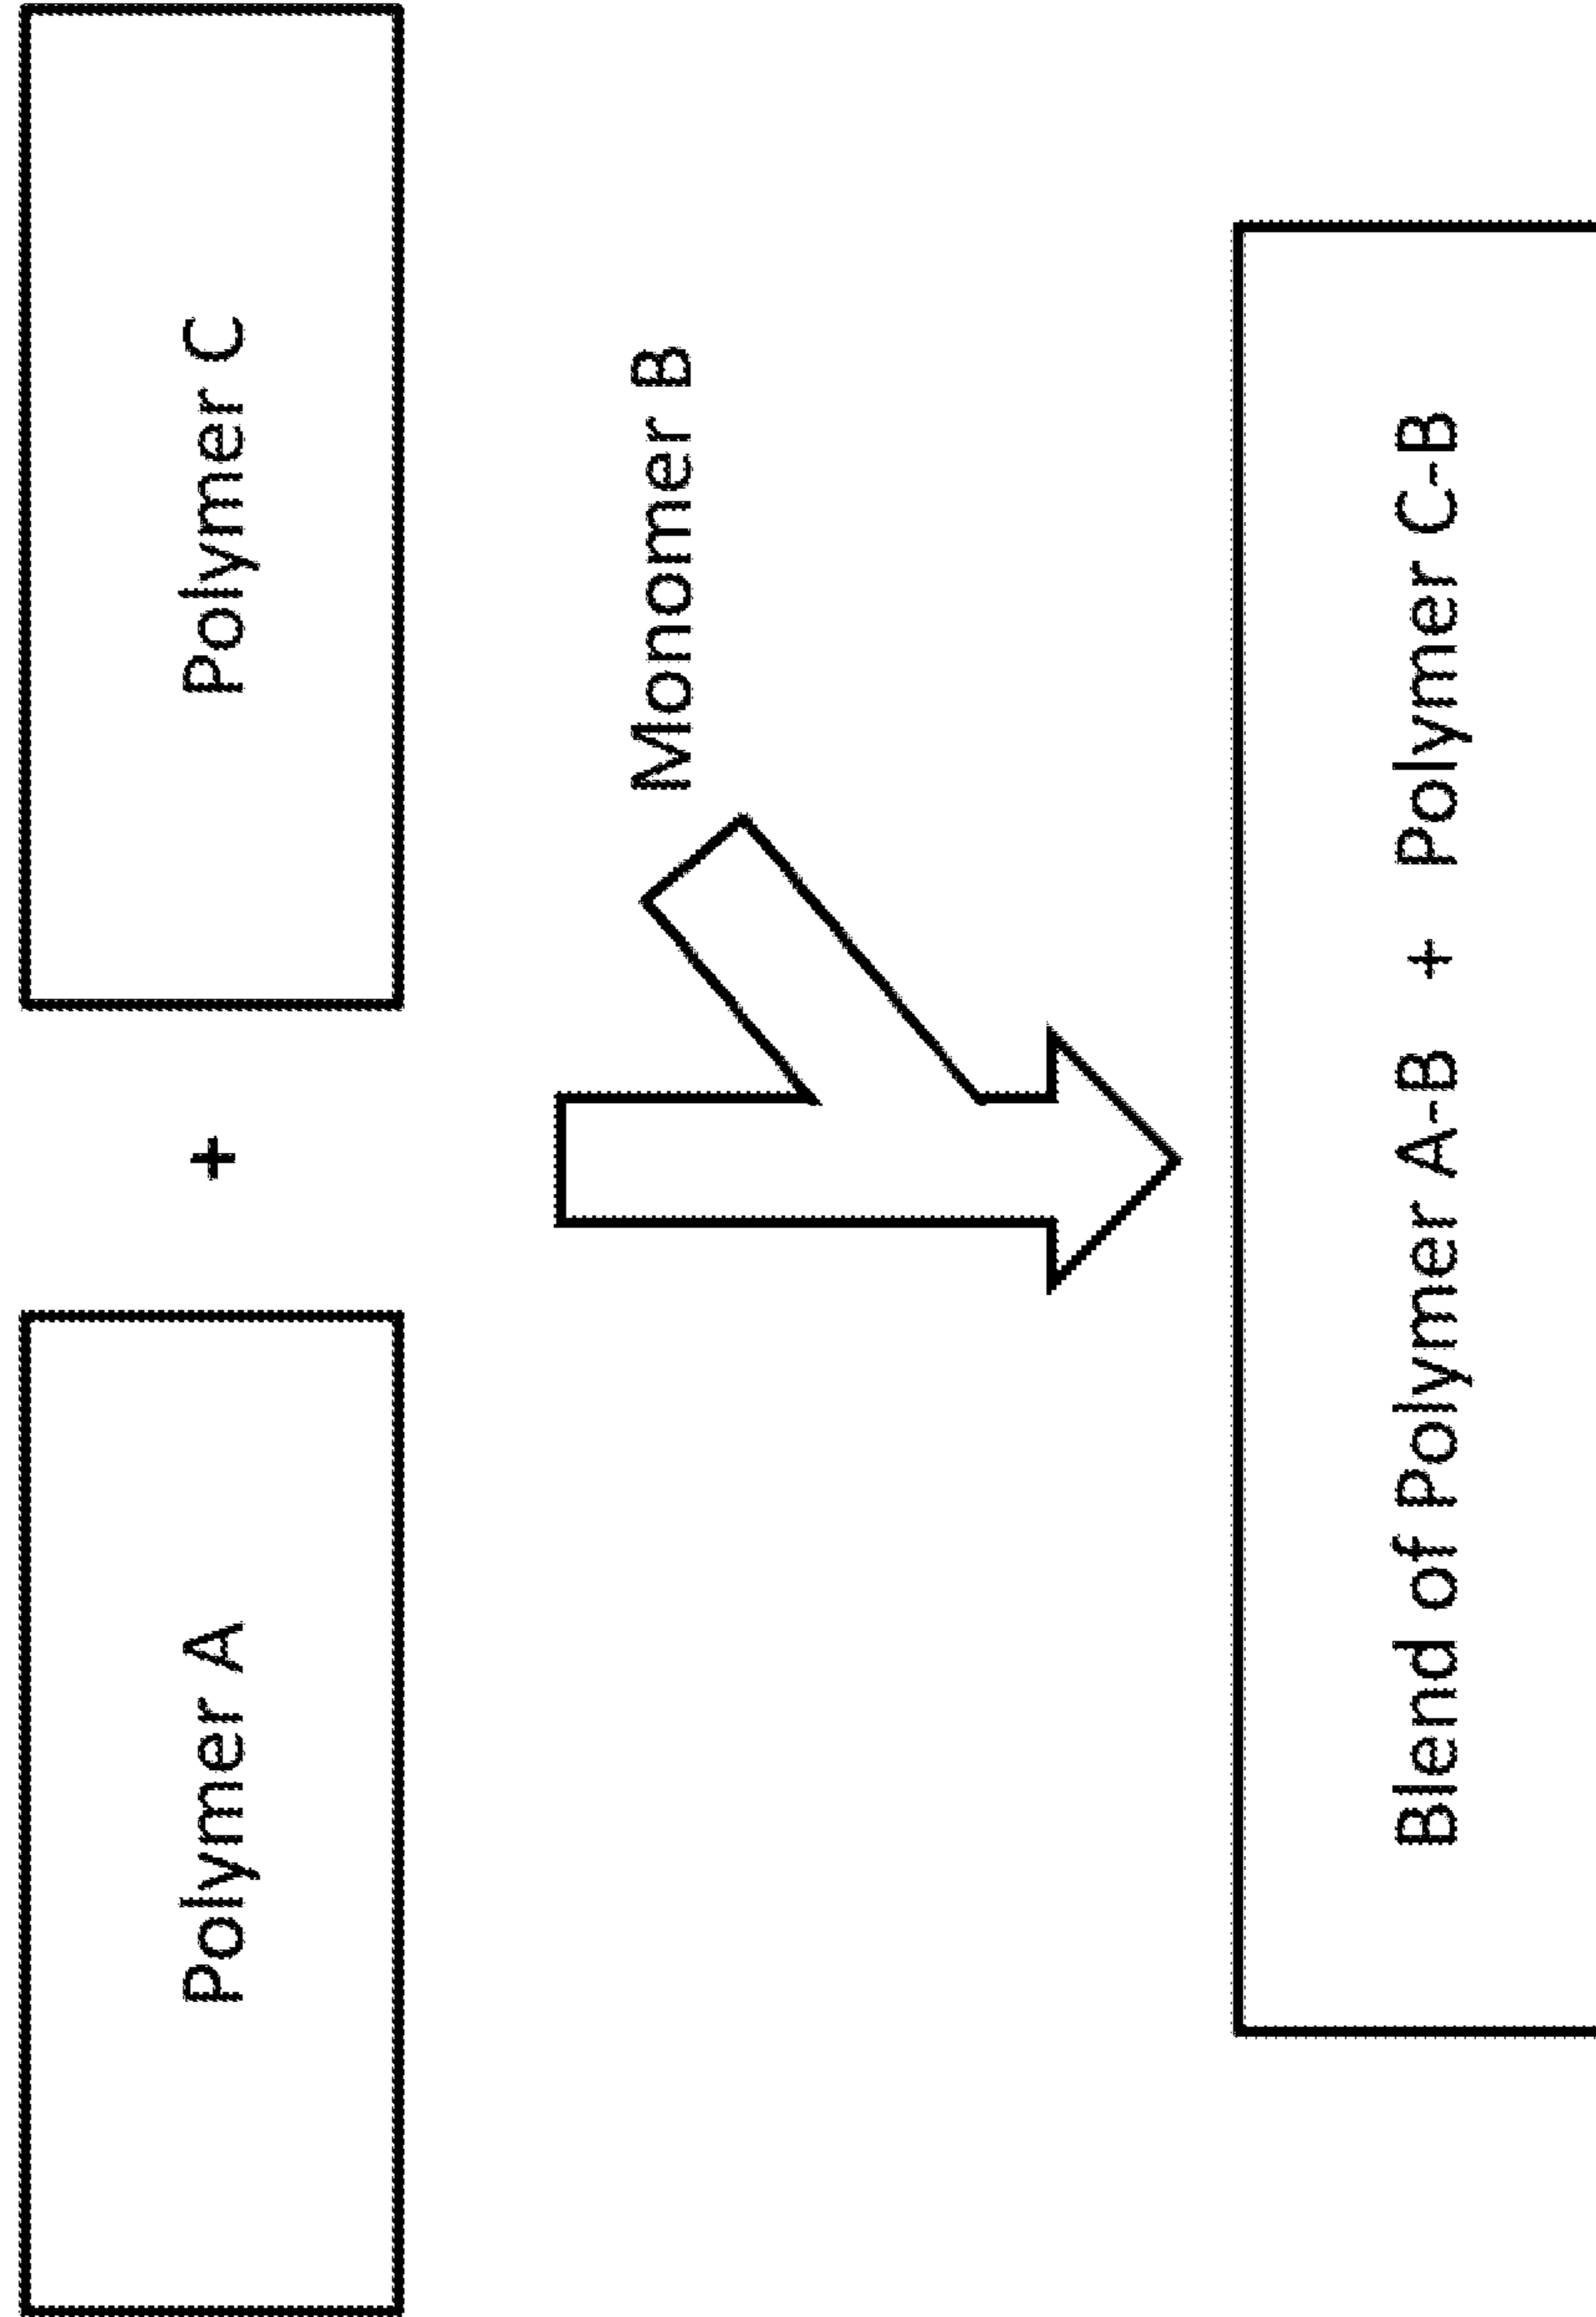 Polymer A + Polymer C
Monomer B
Blend of Polymer A-B + Polymer C-B